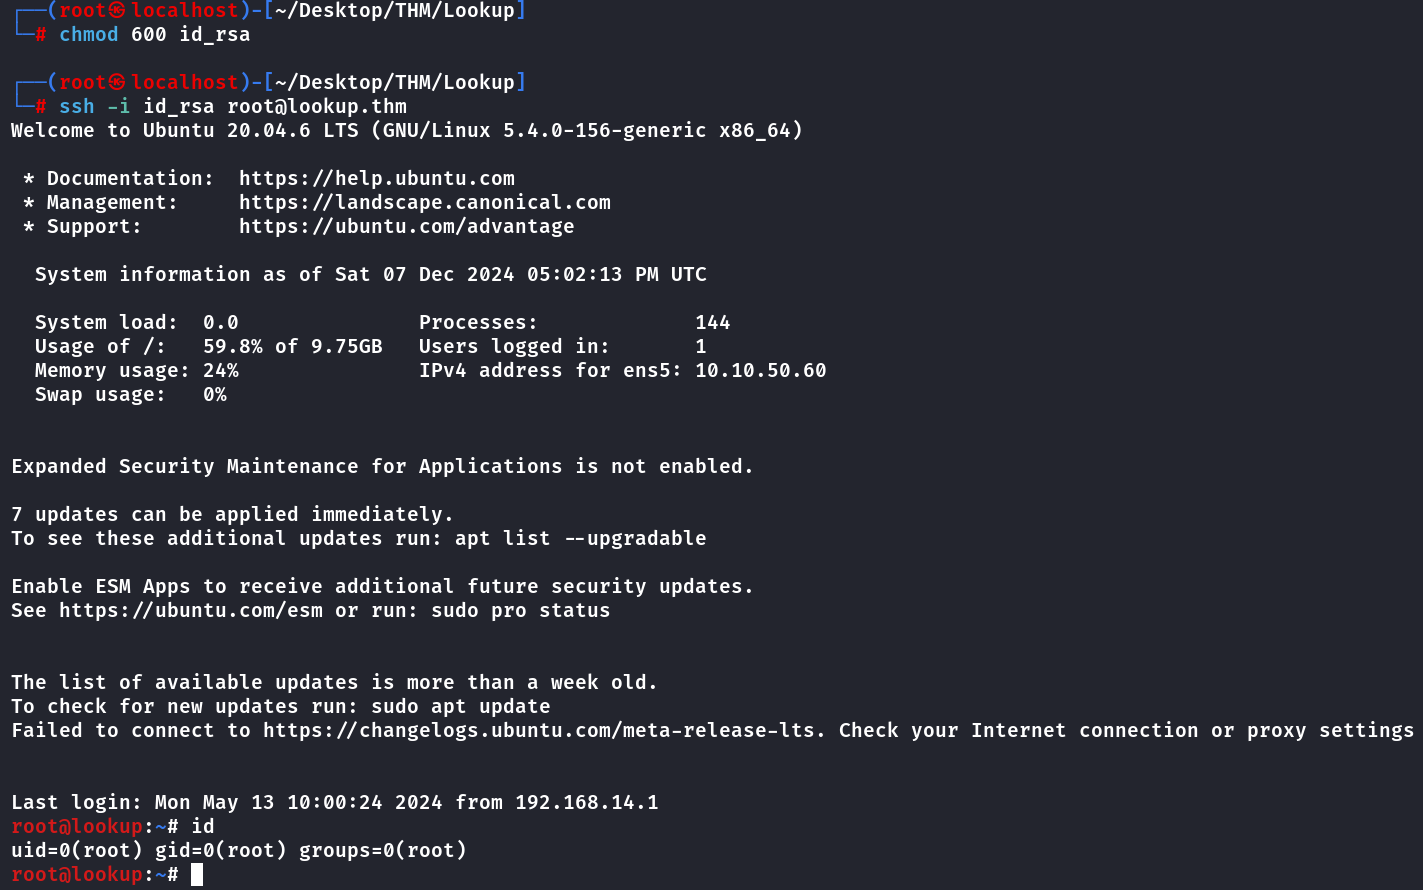 ┌──(root㉿localhost)-[~/Desktop/THM/Lookup]
└─# chmod 600 id_rsa
┌──(root㉿localhost)-[~/Desktop/THM/Lookup]
└─# ssh -i id_rsa root@lookup.thm
Welcome to Ubuntu 20.04.6 LTS (GNU/Linux 5.4.0-156-generic x86_64)
* Documentation:  https://help.ubuntu.com
* Management:     https://landscape.canonical.com
* Support:        https://ubuntu.com/advantage
System information as of Sat 07 Dec 2024 05:02:13 PM UTC
System load:  0.0               Processes:             144
Usage of /:   59.8% of 9.75GB   Users logged in:       1
Memory usage: 24%               IPv4 address for ens5: 10.10.50.60
Swap usage:   0%
Expanded Security Maintenance for Applications is not enabled.
7 updates can be applied immediately.
To see these additional updates run: apt list --upgradable
Enable ESM Apps to receive additional future security updates.
See https://ubuntu.com/esm or run: sudo pro status
The list of available updates is more than a week old.
To check for new updates run: sudo apt update
Failed to connect to https://changelogs.ubuntu.com/meta-release-lts. Check your Internet connection or proxy settings
Last login: Mon May 13 10:00:24 2024 from 192.168.14.1
root@lookup:~# id
uid=0(root) gid=0(root) groups=0(root)
root@lookup:~#